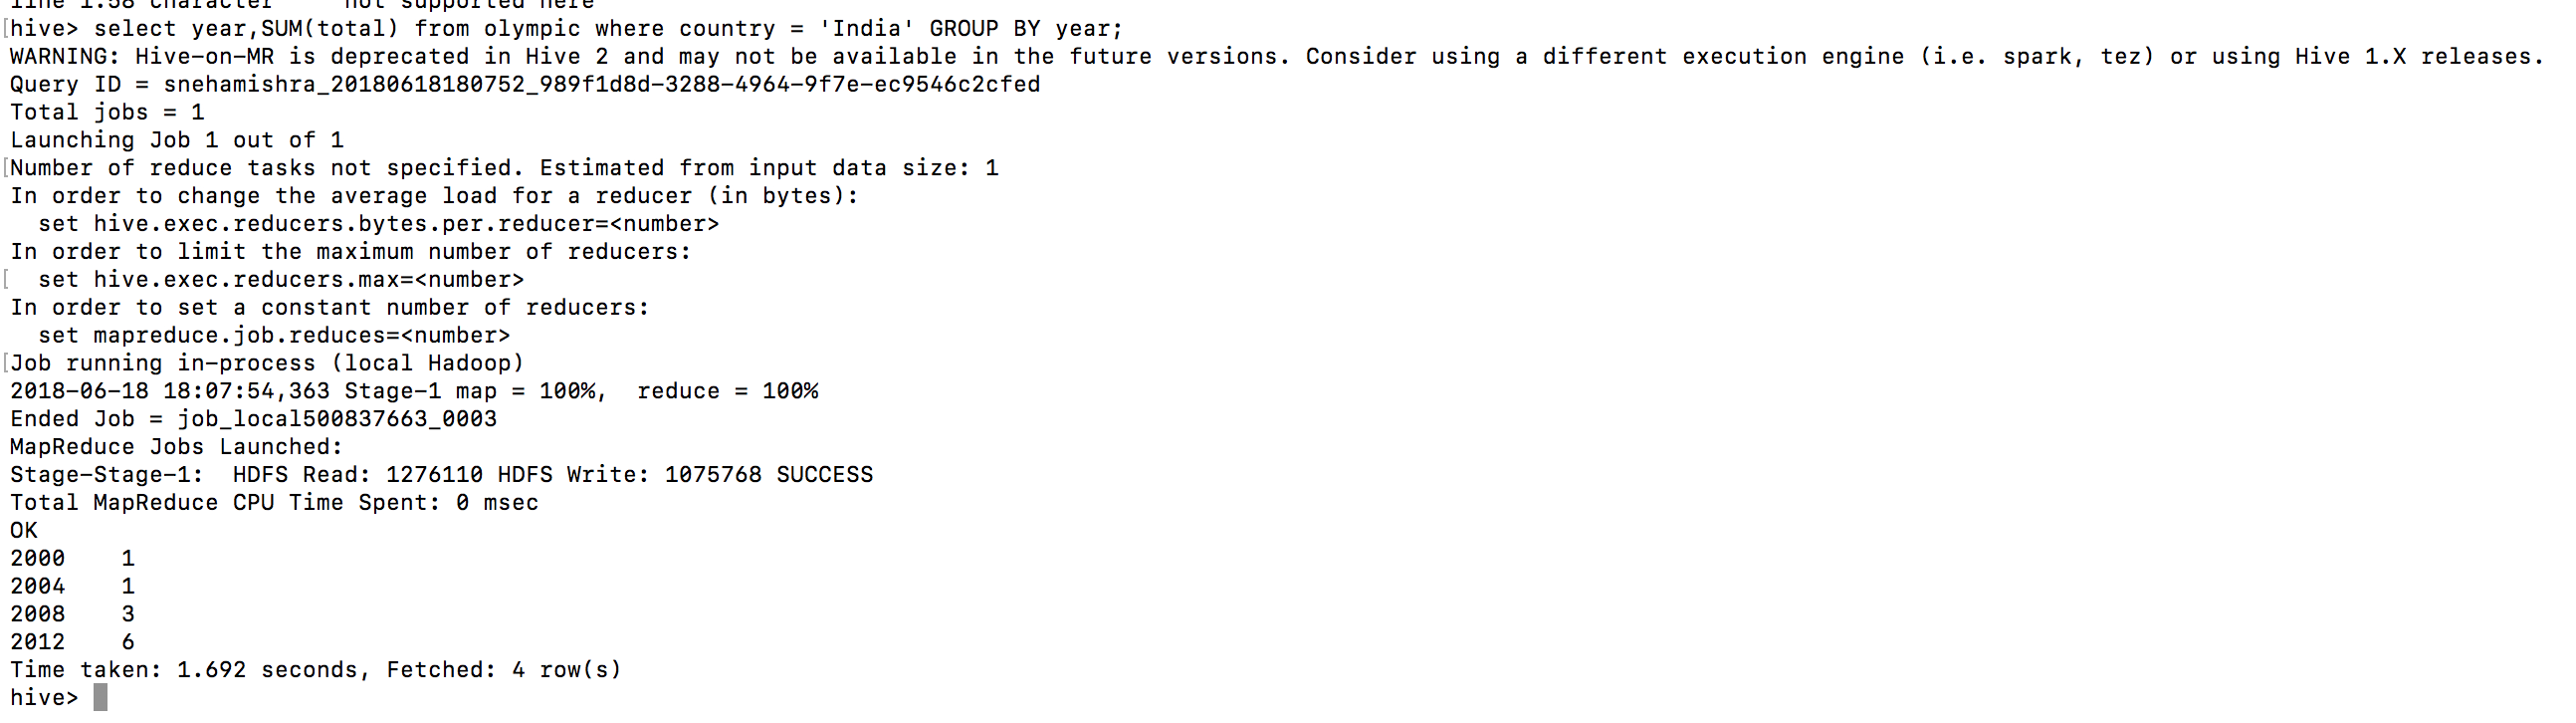 line 1:58 character '   ' not supported here
[hive> select year,SUM(total) from olympic where country = 'India' GROUP BY year;
WARNING: Hive-on-MR is deprecated in Hive 2 and may not be available in the future versions. Consider using a different execution engine (i.e. spark, tez) or using Hive 1.X releases.
Query ID = snehamishra_20180618180752_989f1d8d-3288-4964-9f7e-ec9546c2cfed
Total jobs = 1
Launching Job 1 out of 1
[Number of reduce tasks not specified. Estimated from input data size: 1
In order to change the average load for a reducer (in bytes):
  set hive.exec.reducers.bytes.per.reducer=<number>
In order to limit the maximum number of reducers:
[  set hive.exec.reducers.max=<number>
In order to set a constant number of reducers:
  set mapreduce.job.reduces=<number>
[Job running in-process (local Hadoop)
2018-06-18 18:07:54,363 Stage-1 map = 100%,  reduce = 100%
Ended Job = job_local500837663_0003
MapReduce Jobs Launched:
Stage-Stage-1:  HDFS Read: 1276110 HDFS Write: 1075768 SUCCESS
Total MapReduce CPU Time Spent: 0 msec
OK
2000    1
2004    1
2008    3
2012    6
Time taken: 1.692 seconds, Fetched: 4 row(s)
hive>